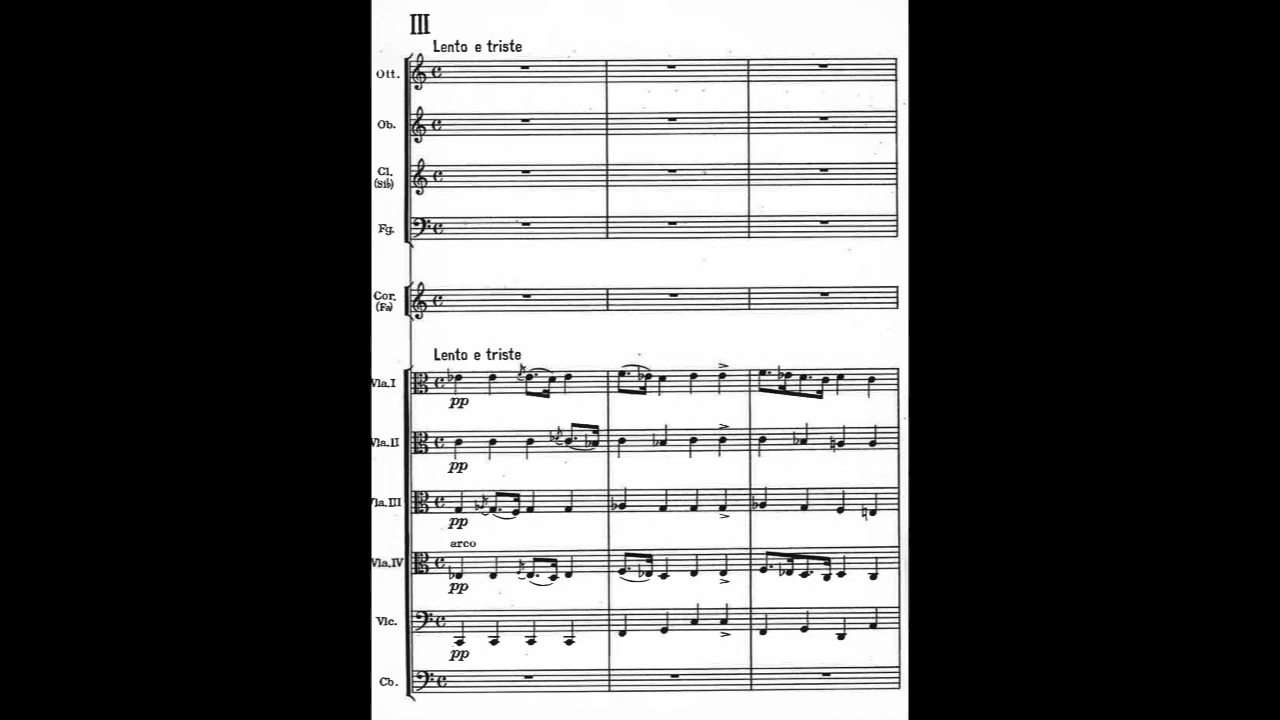 III
Lento e triste
Ott.
Ob.
Cl.
(Si♭)
Fg.
Cor.
(Fa)
Lento e triste
Vla.I
pp
Vla.II
pp
Vla.III
pp
arco
Vla.IV
pp
Vlc.
pp
Cb.